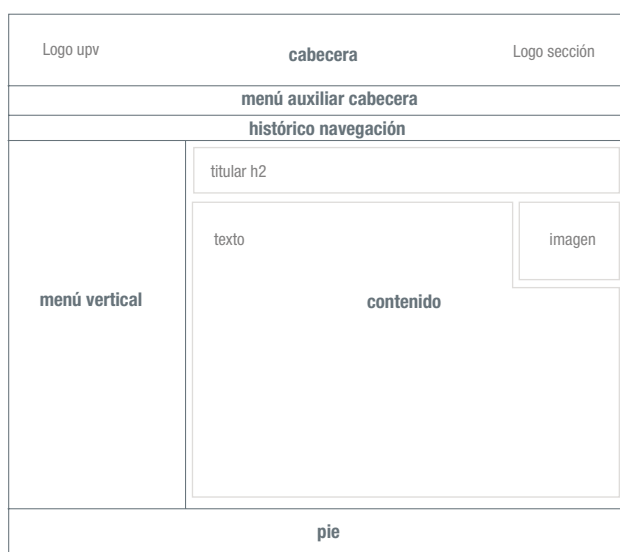 Logo upv
cabecera
Logo sección
menú auxiliar cabecera
histórico navegación
titular h2
texto
imagen
menú vertical
contenido
pie